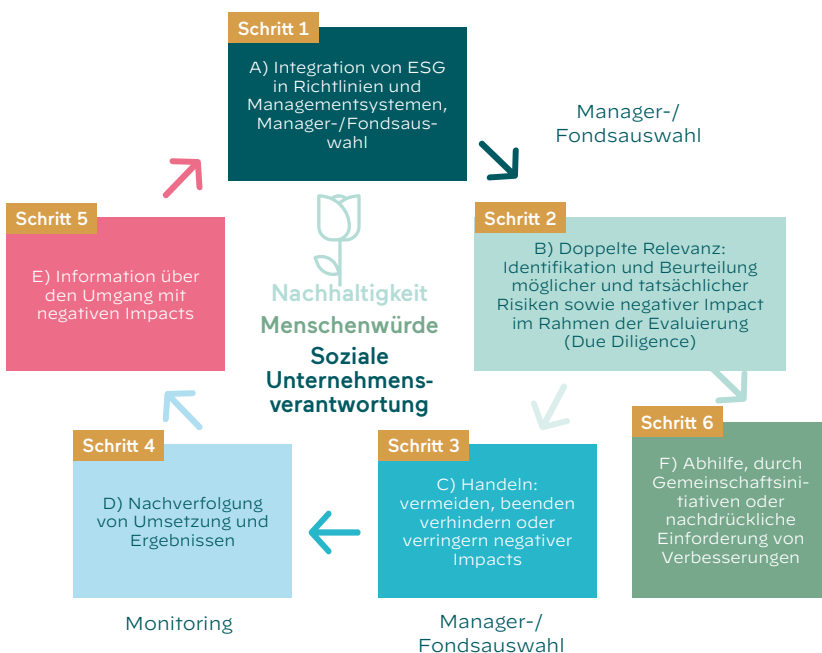 Schritt 1
A) Integration von ESG
in Richtlinien und
Managementsystemen,
Manager-/Fondsaus-
wahl
Manager-/
Fondsauswahl
Schritt 2
B) Doppelte Relevanz:
Identifikation und Beurteilung
möglicher und tatsächlicher
Risiken sowie negativer Impact
im Rahmen der Evaluierung
(Due Diligence)
Schritt 5
E) Information über
den Umgang mit
negativen Impacts
Nachhaltigkeit
Menschenwürde
Soziale
Unternehmens-
verantwortung
Schritt 4
D) Nachverfolgung
von Umsetzung und
Ergebnissen
Monitoring
Schritt 3
C) Handeln:
vermeiden, beenden
verhindern oder
verringern negativer
Impacts
Manager-/
Fondsauswahl
Schritt 6
F) Abhilfe, durch
Gemeinschaftsini-
tiativen oder
nachdrückliche
Einforderung von
Verbesserungen